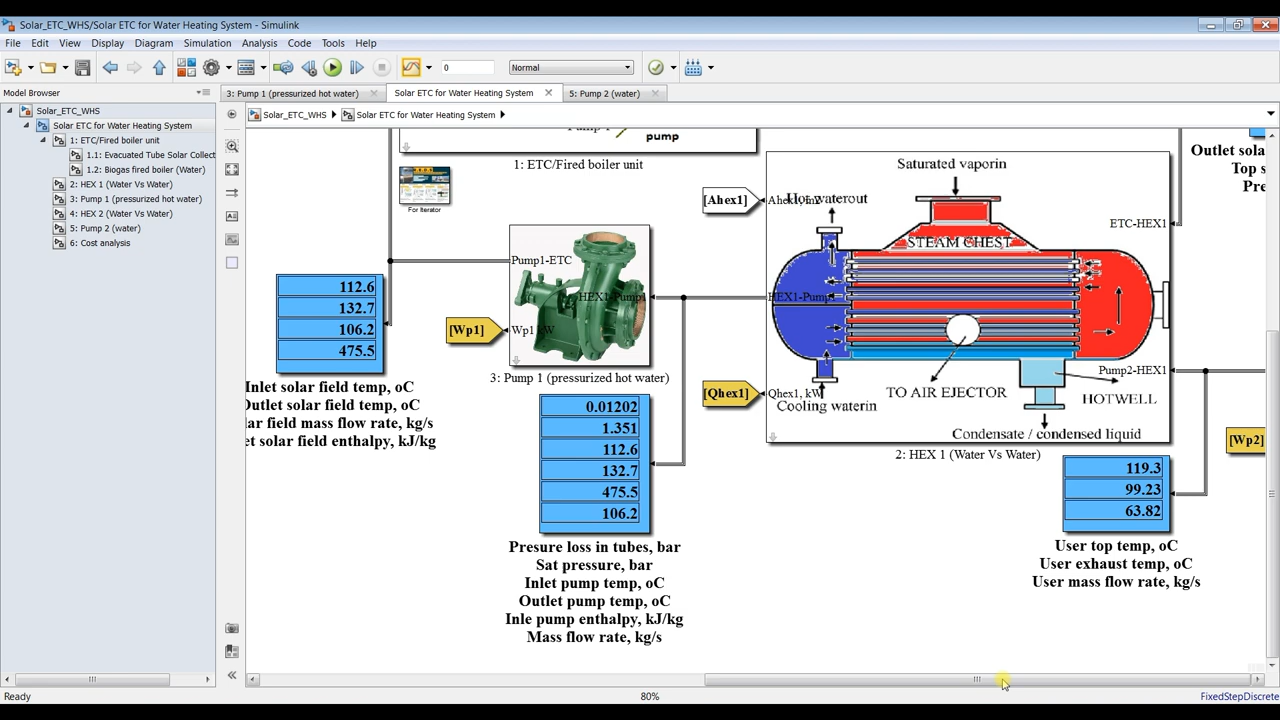 Solar_ETC_WHS/Solar ETC for Water Heating System - Simulink
File Edit View Display Diagram Simulation Analysis Code Tools Help
0
Normal
Model Browser
3: Pump 1 (pressurized hot water)
Solar ETC for Water Heating System
5: Pump 2 (water)
Solar_ETC_WHS
Solar ETC for Water Heating System
Solar_ETC_WHS
Solar ETC for Water Heating System
1: ETC/Fired boiler unit
1.1: Evacuated Tube Solar Collect
1.2: Biogas fired boiler (Water)
2: HEX 1 (Water Vs Water)
3: Pump 1 (pressurized hot water)
4: HEX 2 (Water Vs Water)
5: Pump 2 (water)
6: Cost analysis
pump
1: ETC/Fired boiler unit
For Iterator
Pump1-ETC
HEX1-Pump1
[Wp1]
Wp1 kW
3: Pump 1 (pressurized hot water)
112.6
132.7
106.2
475.5
Inlet solar field temp, oC
Outlet solar field temp, oC
lar field mass flow rate, kg/s
et solar field enthalpy, kJ/kg
0.01202
1.351
112.6
132.7
475.5
106.2
Presure loss in tubes, bar
Sat pressure, bar
Inlet pump temp, oC
Outlet pump temp, oC
Inle pump enthalpy, kJ/kg
Mass flow rate, kg/s
[Ahex1]
Saturated vaporin
Hot waterout
STEAM CHEST
ETC-HEX1
HEX1-Pump1
Pump2-HEX1
[Qhex1]
Qhex1, kW
Cooling waterin
TO AIR EJECTOR
HOTWELL
Condensate / condensed liquid
2: HEX 1 (Water Vs Water)
[Wp2]
119.3
99.23
63.82
User top temp, oC
User exhaust temp, oC
User mass flow rate, kg/s
Outlet sola
Top s
Pre
Ready
80%
FixedStepDiscrete